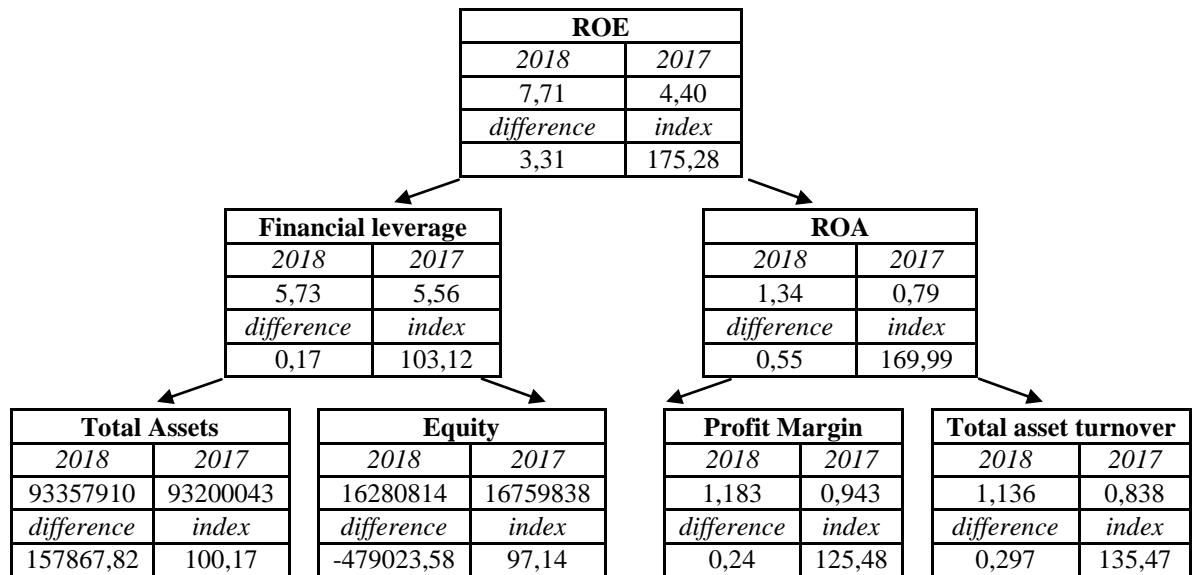 ROE
2018 2017
7,71 4,40
difference index
3,31 175,28
Financial leverage
2018 2017
5,73 5,56
difference index
0,17 103,12
ROA
2018 2017
1,34 0,79
difference index
0,55 169,99
Total Assets
2018 2017
93357910 93200043
difference index
157867,82 100,17
Equity
2018 2017
16280814 16759838
difference index
-479023,58 97,14
Profit Margin
2018 2017
1,183 0,943
difference index
0,24 125,48
Total asset turnover
2018 2017
1,136 0,838
difference index
0,297 135,47